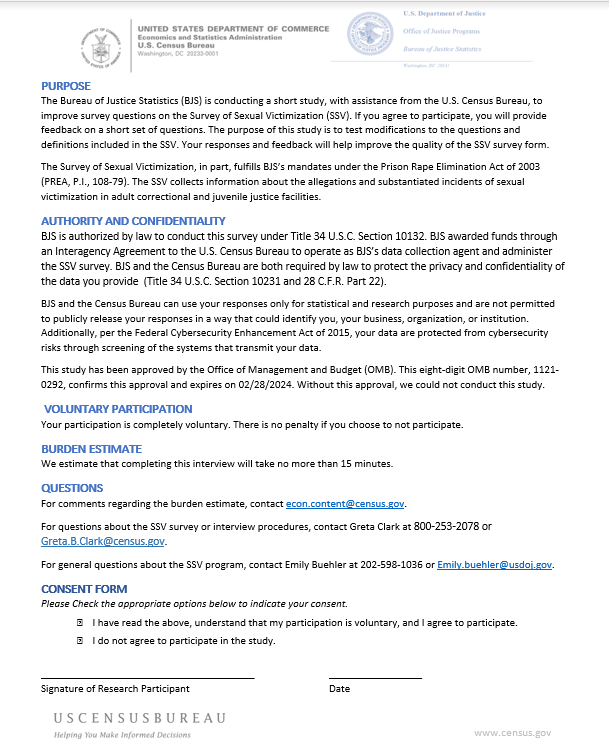 UNITED STATES DEPARTMENT OF COMMERCE
Economics and Statistics Administration
U.S. Census Bureau
Washington, DC 20233-0001
U.S. Department of Justice
Office of Justice Programs
Bureau of Justice Statistics
Washington, DC 20531
PURPOSE
The Bureau of Justice Statistics (BJS) is conducting a short study, with assistance from the U.S. Census Bureau, to
improve survey questions on the Survey of Sexual Victimization (SSV). If you agree to participate, you will provide
feedback on a short set of questions. The purpose of this study is to test modifications to the questions and
definitions included in the SSV. Your responses and feedback will help improve the quality of the SSV survey form.
The Survey of Sexual Victimization, in part, fulfills BJS's mandates under the Prison Rape Elimination Act of 2003
(PREA, P.I., 108-79). The SSV collects information about the allegations and substantiated incidents of sexual
victimization in adult correctional and juvenile justice facilities.
AUTHORITY AND CONFIDENTIALITY
BJS is authorized by law to conduct this survey under Title 34 U.S.C. Section 10132. BJS awarded funds through
an Interagency Agreement to the U.S. Census Bureau to operate as BJS's data collection agent and administer
the SSV survey. BJS and the Census Bureau are both required by law to protect the privacy and confidentiality of
the data you provide (Title 34 U.S.C. Section 10231 and 28 C.F.R. Part 22).
BJS and the Census Bureau can use your responses only for statistical and research purposes and are not permitted
to publicly release your responses in a way that could identify you, your business, organization, or institution.
Additionally, per the Federal Cybersecurity Enhancement Act of 2015, your data are protected from cybersecurity
risks through screening of the systems that transmit your data.
This study has been approved by the Office of Management and Budget (OMB). This eight-digit OMB number, 1121-
0292, confirms this approval and expires on 02/28/2024. Without this approval, we could not conduct this study.
VOLUNTARY PARTICIPATION
Your participation is completely voluntary. There is no penalty if you choose to not participate.
BURDEN ESTIMATE
We estimate that completing this interview will take no more than 15 minutes.
QUESTIONS
For comments regarding the burden estimate, contact econ.content@census.gov.
For questions about the SSV survey or interview procedures, contact Greta Clark at 800-253-2078 or
Greta.B.Clark@census.gov.
For general questions about the SSV program, contact Emily Buehler at 202-598-1036 or Emily.buehler@usdoj.gov.
CONSENT FORM
Please Check the appropriate options below to indicate your consent.
I have read the above, understand that my participation is voluntary, and I agree to participate.
I do not agree to participate in the study.
Signature of Research Participant
Date
USCENSUSBUREAU
Helping You Make Informed Decisions
www.census.gov